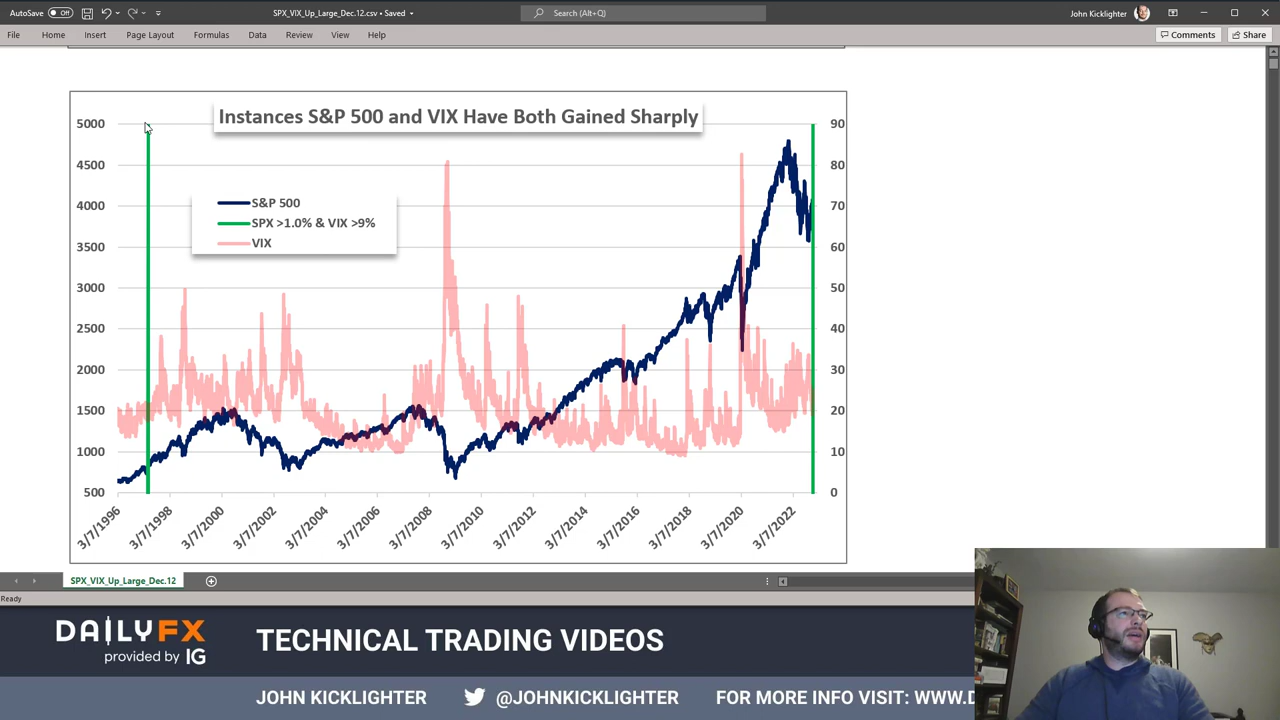 AutoSave Off SPX_VIX_Up_Large_Dec.12.csv • Saved Search (Alt+Q) John Kicklighter
File Home Insert Page Layout Formulas Data Review View Help Comments Share
Instances S&P 500 and VIX Have Both Gained Sharply
5000 90
4500 80
4000 70
3500 60
3000 50
2500 40
2000 30
1500 20
1000 10
500 0
S&P 500
SPX >1.0% & VIX >9%
VIX
3/7/1996 3/7/1998 3/7/2000 3/7/2002 3/7/2004 3/7/2006 3/7/2008 3/7/2010 3/7/2012 3/7/2014 3/7/2016 3/7/2018 3/7/2020 3/7/2022
SPX_VIX_Up_Large_Dec.12
Ready
DAILYFX
provided by IG
TECHNICAL TRADING VIDEOS
JOHN KICKLIGHTER @JOHNKICKLIGHTER FOR MORE INFO VISIT: WWW.D